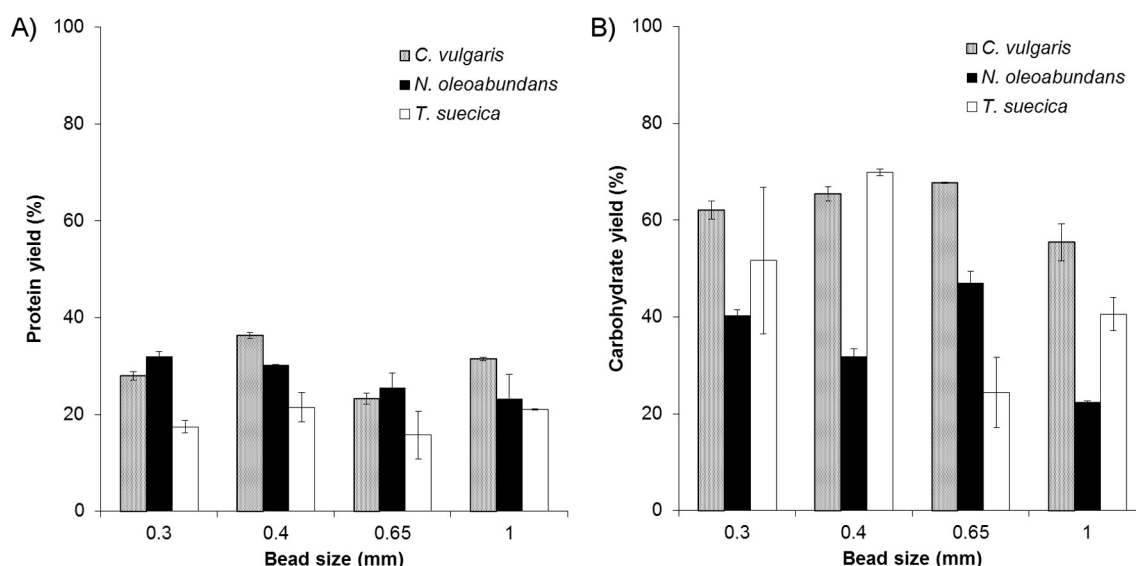 A)
Protein yield (%)
100
80
60
40
20
0
C. vulgaris
N. oleoabundans
T. suecica
0.3 0.4 0.65 1
Bead size (mm)
B)
Carbohydrate yield (%)
100
80
60
40
20
0
C. vulgaris
N. oleoabundans
T. suecica
0.3 0.4 0.65 1
Bead size (mm)